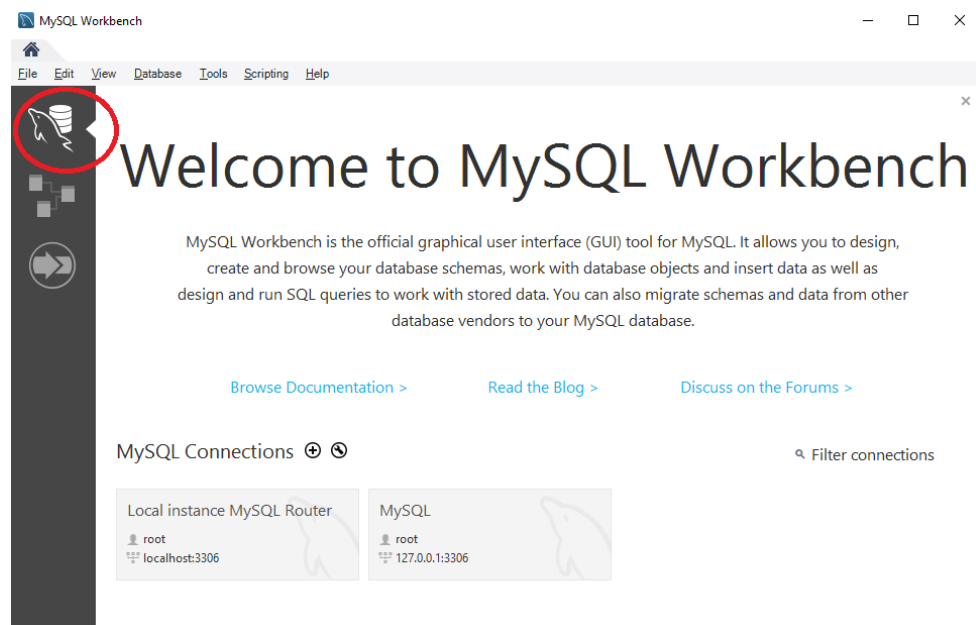 MySQL Workbench
File Edit View Database Tools Scripting Help
Welcome to MySQL Workbench
MySQL Workbench is the official graphical user interface (GUI) tool for MySQL. It allows you to design,
create and browse your database schemas, work with database objects and insert data as well as
design and run SQL queries to work with stored data. You can also migrate schemas and data from other
database vendors to your MySQL database.
Browse Documentation > Read the Blog > Discuss on the Forums >
MySQL Connections Filter connections
Local instance MySQL Router MySQL
root root
localhost:3306 127.0.0.1:3306